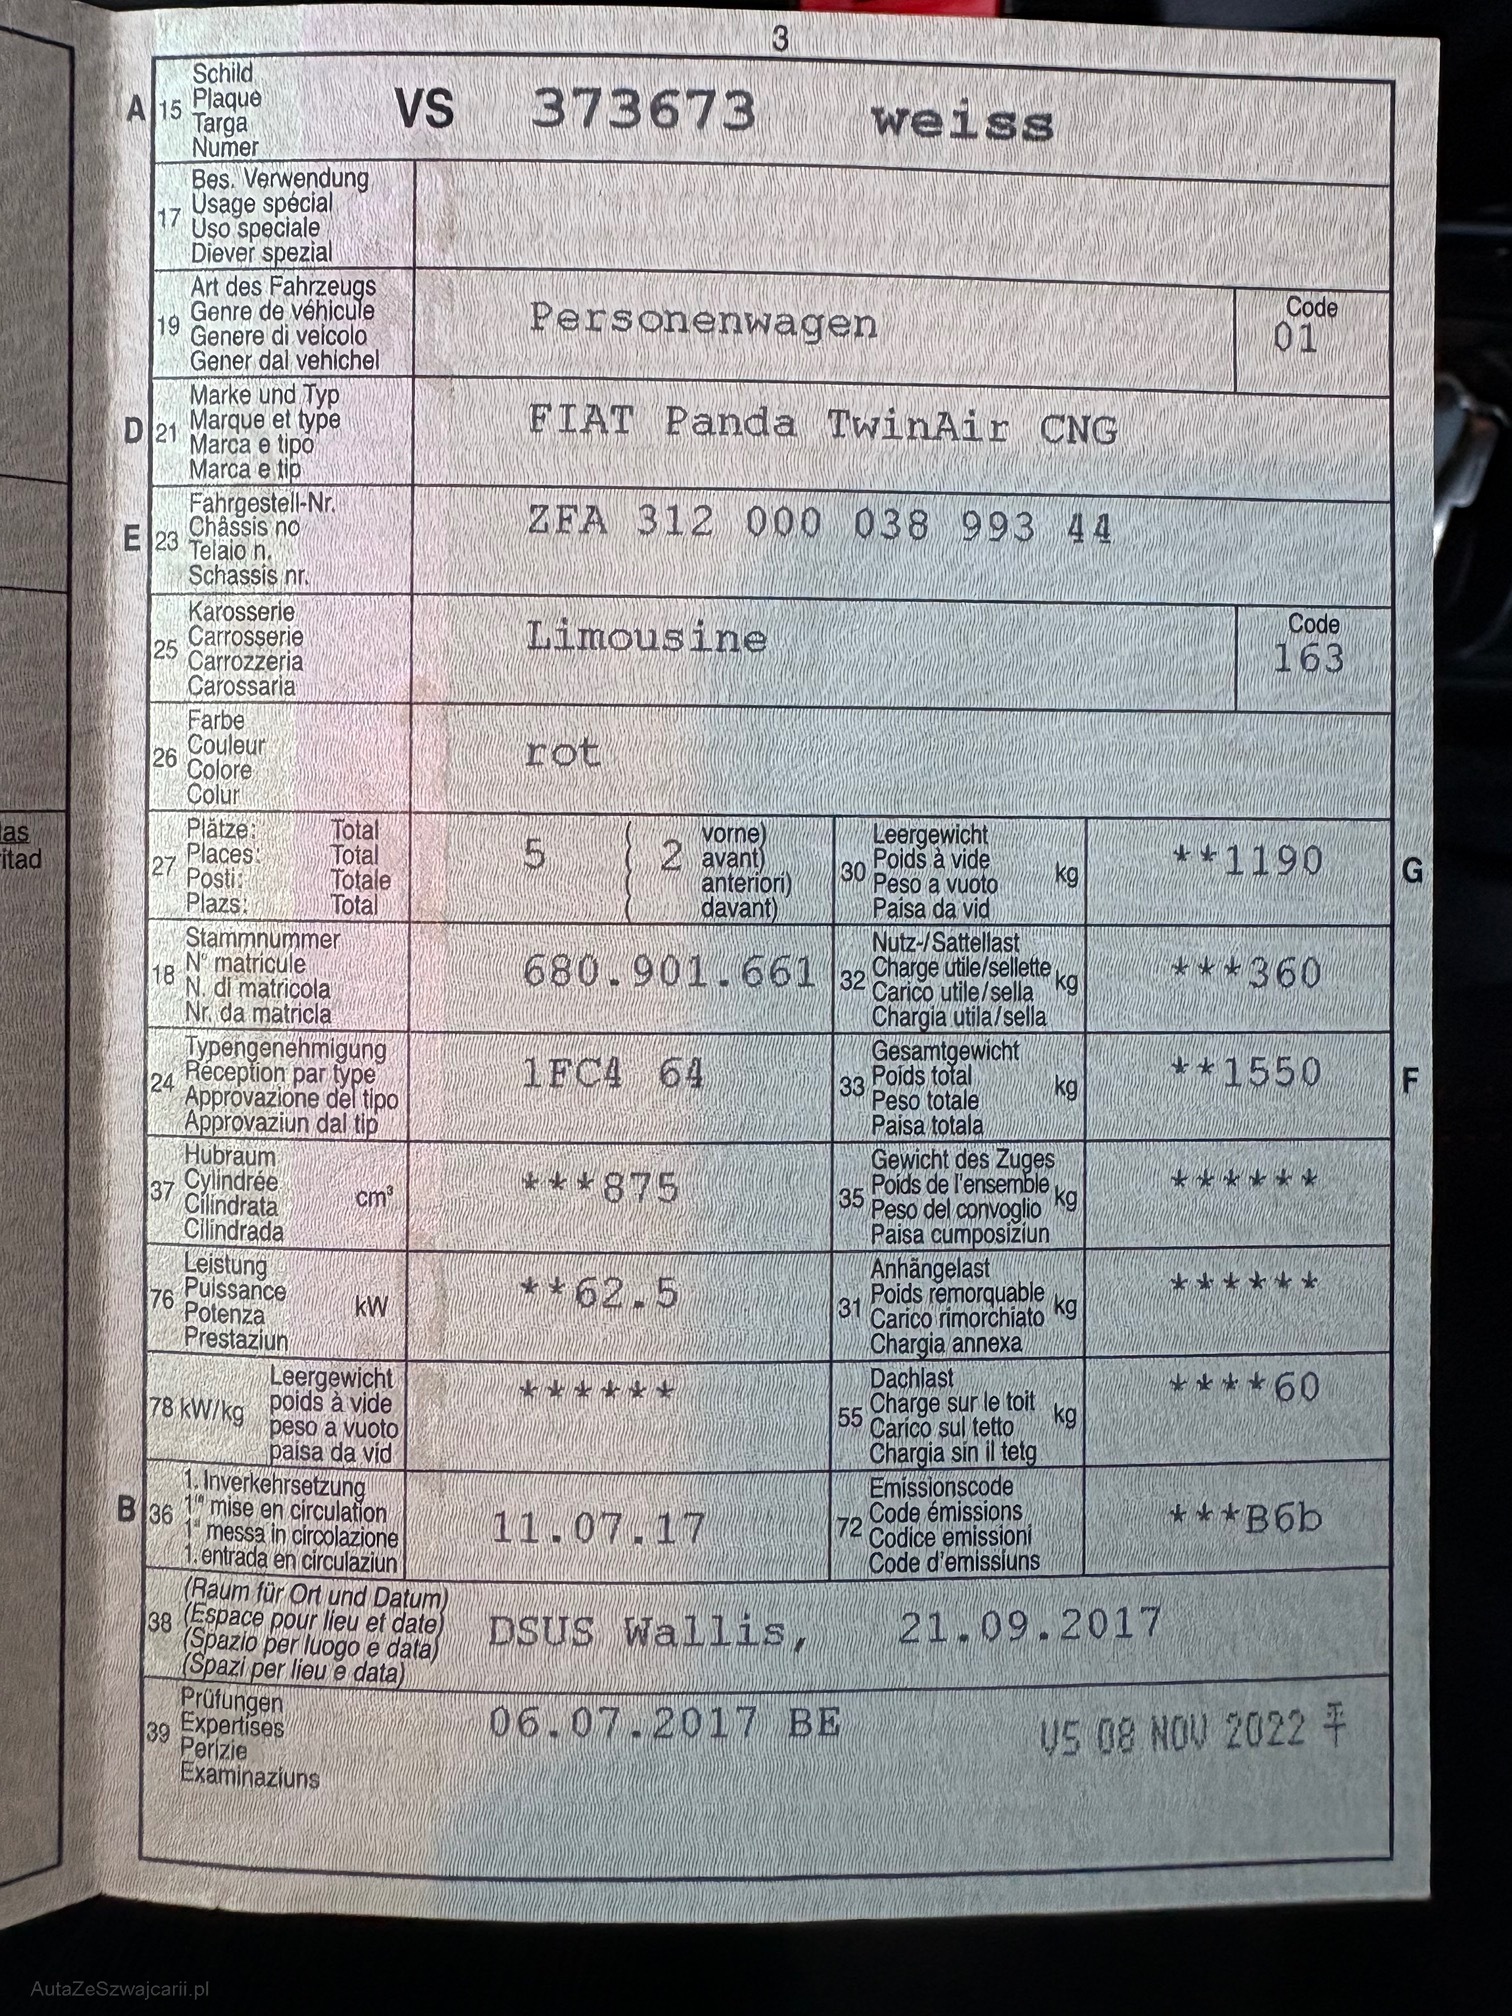 3
A 15 Schild
Plaque
Targa
Numer
VS 373673 weiss
17 Bes. Verwendung
Usage spécial
Uso speciale
Diever spezial
19 Art des Fahrzeugs
Genre de véhicule
Genere di veicolo
Gener dal vehichel
Personenwagen
Code
01
D 21 Marke und Typ
Marque et type
Marca e tipo
Marca e tip
FIAT Panda TwinAir CNG
E 23 Fahrgestell-Nr.
Châssis no
Telaio n.
Schassis nr.
ZFA 312 000 038 993 44
25 Karosserie
Carrosserie
Carrozzeria
Carossaria
Limousine
Code
163
26 Farbe
Couleur
Colore
Colur
rot
las
itad
27 Plätze: Total
Places: Total
Posti: Totale
Plazs: Total
5 ( 2 vorne)
avant)
anteriori)
davant)
30 Leergewicht
Poids à vide
Peso a vuoto
Paisa da vid
kg
**1190
G
18 Stammnummer
N° matricule
N. di matricola
Nr. da matricla
680.901.661
32 Nutz-/Sattellast
Charge utile/sellette
Carico utile/sella
Chargia utila/sella
kg
***360
24 Typengenehmigung
Réception par type
Approvazione del tipo
Approvaziun dal tip
1FC4 64
33 Gesamtgewicht
Poids total
Peso totale
Paisa totala
kg
**1550
F
37 Hubraum
Cylindrée
Cilindrata
Cilindrada
cm³
***875
35 Gewicht des Zuges
Poids de l'ensemble
Peso del convoglio
Paisa cumposiziun
kg
******
76 Leistung
Puissance
Potenza
Prestaziun
kW
**62.5
31 Anhängelast
Poids remorquable
Carico rimorchiato
Chargia annexa
kg
******
78 kW/kg Leergewicht
poids à vide
peso a vuoto
paisa da vid
******
55 Dachlast
Charge sur le toit
Carico sul tetto
Chargia sin il tetg
kg
****60
B 36 1. Inverkehrsetzung
1re mise en circulation
1a messa in circolazione
1. entrada en circulaziun
11.07.17
72 Emissionscode
Code émissions
Codice emissioni
Code d'emissiuns
***B6b
38 (Raum für Ort und Datum)
(Espace pour lieu et date)
(Spazio per luogo e data)
(Spazi per lieu e data)
DSUS Wallis, 21.09.2017
39 Prüfungen
Expertises
Perizie
Examinaziuns
06.07.2017 BE
VS 08 NOV 2022
AutaZeSzwajcarii.pl